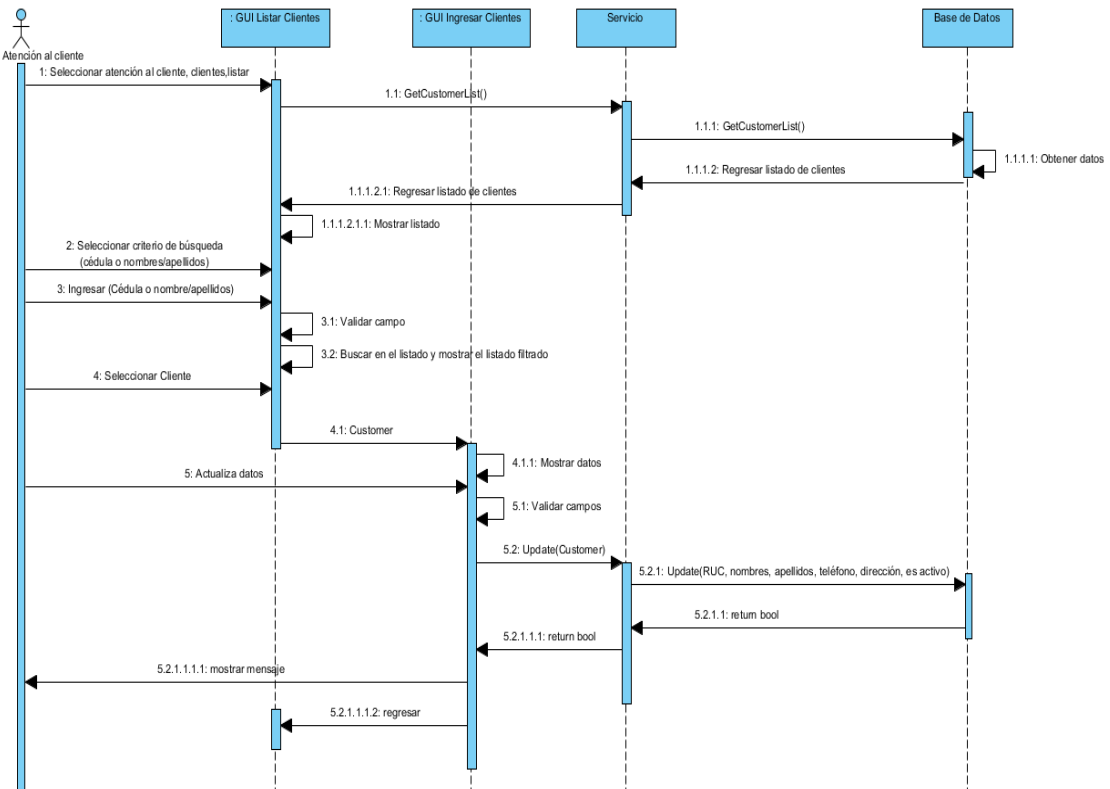 : GUI Listar Clientes
: GUI Ingresar Clientes
Servicio
Base de Datos
Atención al cliente
1: Seleccionar atención al cliente, clientes,listar
1.1: GetCustomerList()
1.1.1: GetCustomerList()
1.1.1.1: Obtener datos
1.1.1.2: Regresar listado de clientes
1.1.1.2.1: Regresar listado de clientes
1.1.1.2.1.1: Mostrar listado
2: Seleccionar criterio de búsqueda
(cédula o nombres/apellidos)
3: Ingresar (Cédula o nombre/apellidos)
3.1: Validar campo
3.2: Buscar en el listado y mostrar el listado filtrado
4: Seleccionar Cliente
4.1: Customer
4.1.1: Mostrar datos
5: Actualiza datos
5.1: Validar campos
5.2: Update(Customer)
5.2.1: Update(RUC, nombres, apellidos, teléfono, dirección, es activo)
5.2.1.1: return bool
5.2.1.1.1: return bool
5.2.1.1.1.1: mostrar mensaje
5.2.1.1.1.2: regresar